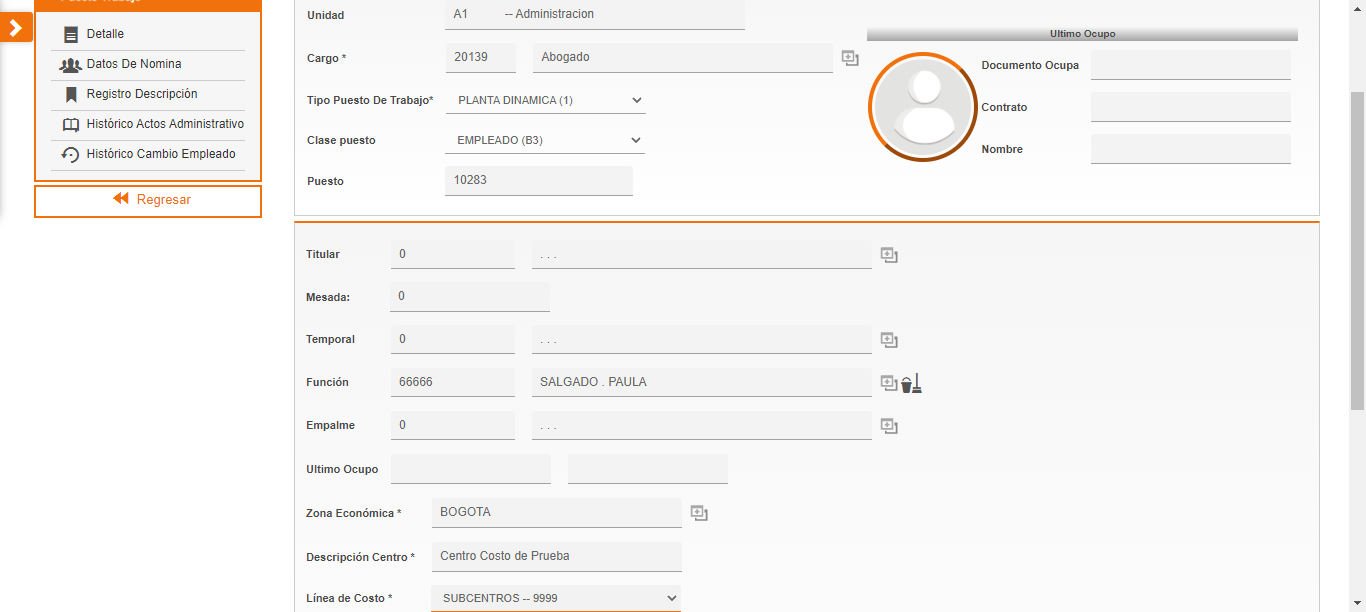 Puesto Trabajo
Detalle
Datos De Nomina
Registro Descripción
Histórico Actos Administrativo
Histórico Cambio Empleado
Regresar
Unidad A1 -- Administracion
Cargo * 20139 Abogado
Tipo Puesto De Trabajo* PLANTA DINAMICA (1)
Clase puesto EMPLEADO (B3)
Puesto 10283
Ultimo Ocupo
Documento Ocupa
Contrato
Nombre
Titular 0 . . .
Mesada: 0
Temporal 0 . . .
Función 66666 SALGADO . PAULA
Empalme 0 . . .
Ultimo Ocupo
Zona Económica * BOGOTA
Descripción Centro * Centro Costo de Prueba
Línea de Costo * SUBCENTROS -- 9999